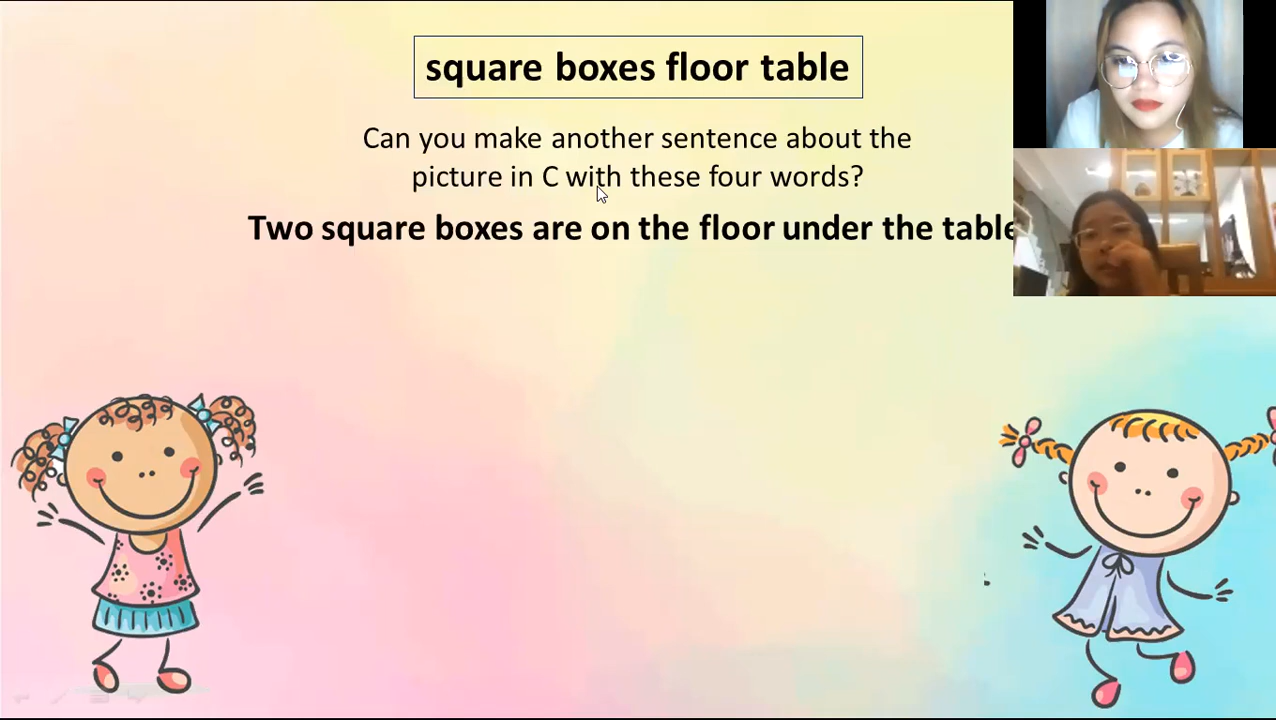 square boxes floor table
Can you make another sentence about the
picture in C with these four words?
Two square boxes are on the floor under the table